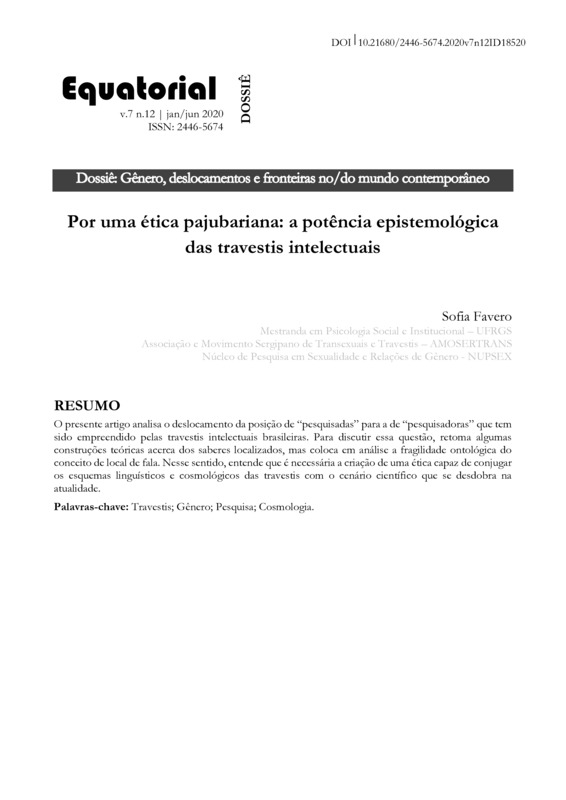 DOI | 10.21680/2446-5674.2020v7n12ID18520
Equatorial
v.7 n.12 | jan/jun 2020
ISSN: 2446-5674
DOSSIÊ
Dossiê: Gênero, deslocamentos e fronteiras no/do mundo contemporâneo
Por uma ética pajubariana: a potência epistemológica
das travestis intelectuais
Sofia Favero
Mestranda em Psicologia Social e Institucional – UFRGS
Associação e Movimento Sergipano de Transexuais e Travestis – AMOSERTRANS
Núcleo de Pesquisa em Sexualidade e Relações de Gênero - NUPSEX
RESUMO
O presente artigo analisa o deslocamento da posição de “pesquisadas” para a de “pesquisadoras” que tem
sido empreendido pelas travestis intelectuais brasileiras. Para discutir essa questão, retoma algumas
construções teóricas acerca dos saberes localizados, mas coloca em análise a fragilidade ontológica do
conceito de local de fala. Nesse sentido, entende que é necessária a criação de uma ética capaz de conjugar
os esquemas linguísticos e cosmológicos das travestis com o cenário científico que se desdobra na
atualidade.
Palavras-chave: Travestis; Gênero; Pesquisa; Cosmologia.